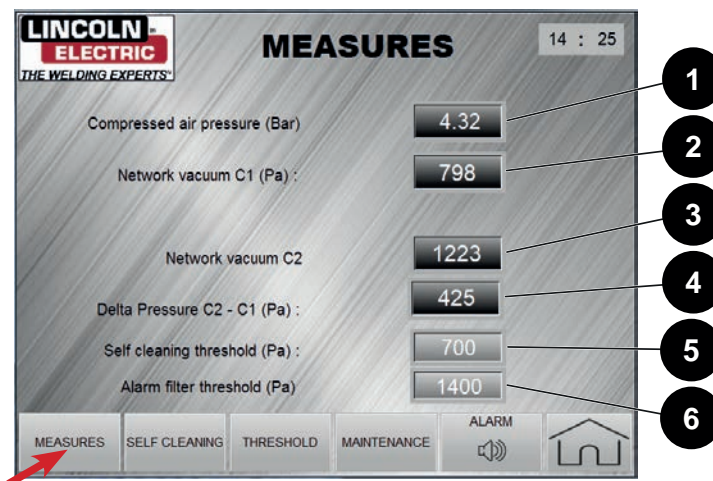 LINCOLN
ELECTRIC
THE WELDING EXPERTS®
MEASURES
14 : 25
Compressed air pressure (Bar) 4.32
1
Network vacuum C1 (Pa) : 798
2
Network vacuum C2 1223
3
Delta Pressure C2 - C1 (Pa) : 425
4
Self cleaning threshold (Pa) : 700
5
Alarm filter threshold (Pa) 1400
6
MEASURES SELF CLEANING THRESHOLD MAINTENANCE ALARM